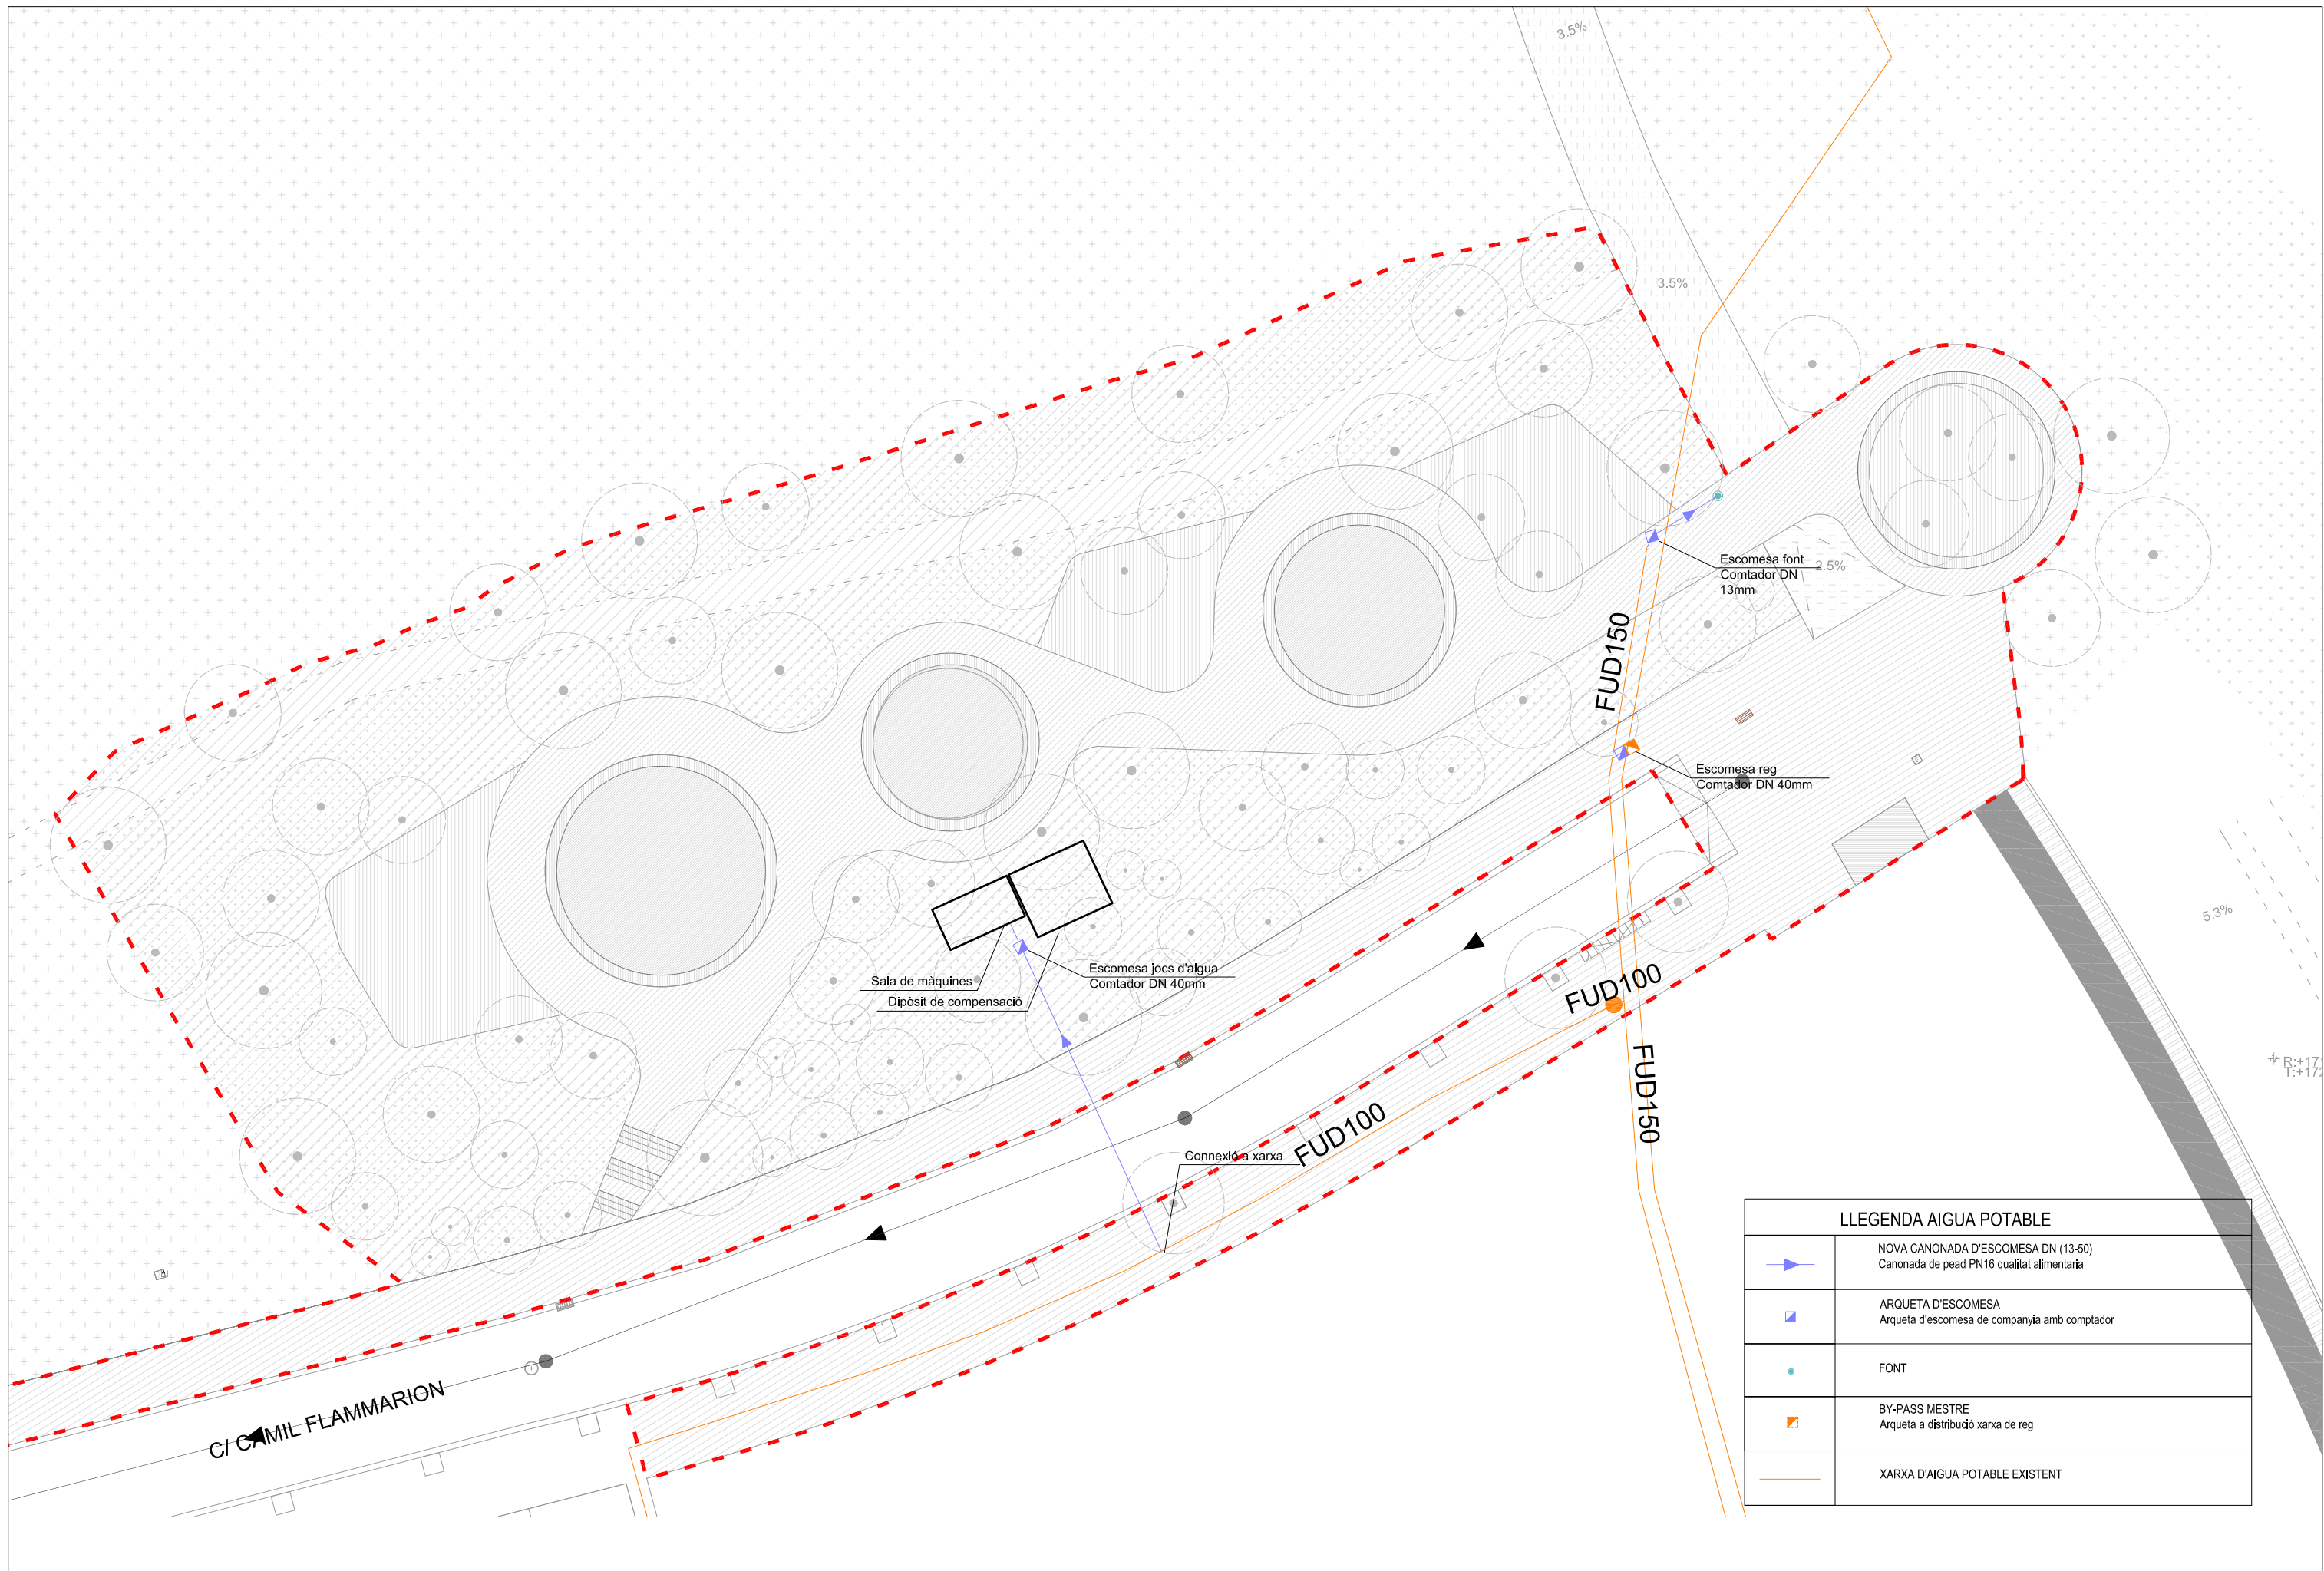 3.5%
3.5%
Escomesa font
Comtador DN
13mm
2.5%
FUD150
Escomesa reg
Comtador DN 40mm
5.3%
Sala de màquines
Dipòsit de compensació
Escomesa jocs d'aigua
Comtador DN 40mm
FUD100
FUD150
R:+17
T:+172
FUD100
Connexió a xarxa
C/ CAMIL FLAMMARION
LLEGENDA AIGUA POTABLE
NOVA CANONADA D'ESCOMESA DN (13-50)
Canonada de pead PN16 qualitat alimentaria
ARQUETA D'ESCOMESA
Arqueta d'escomesa de companyia amb comptador
FONT
BY-PASS MESTRE
Arqueta a distribució xarxa de reg
XARXA D'AIGUA POTABLE EXISTENT